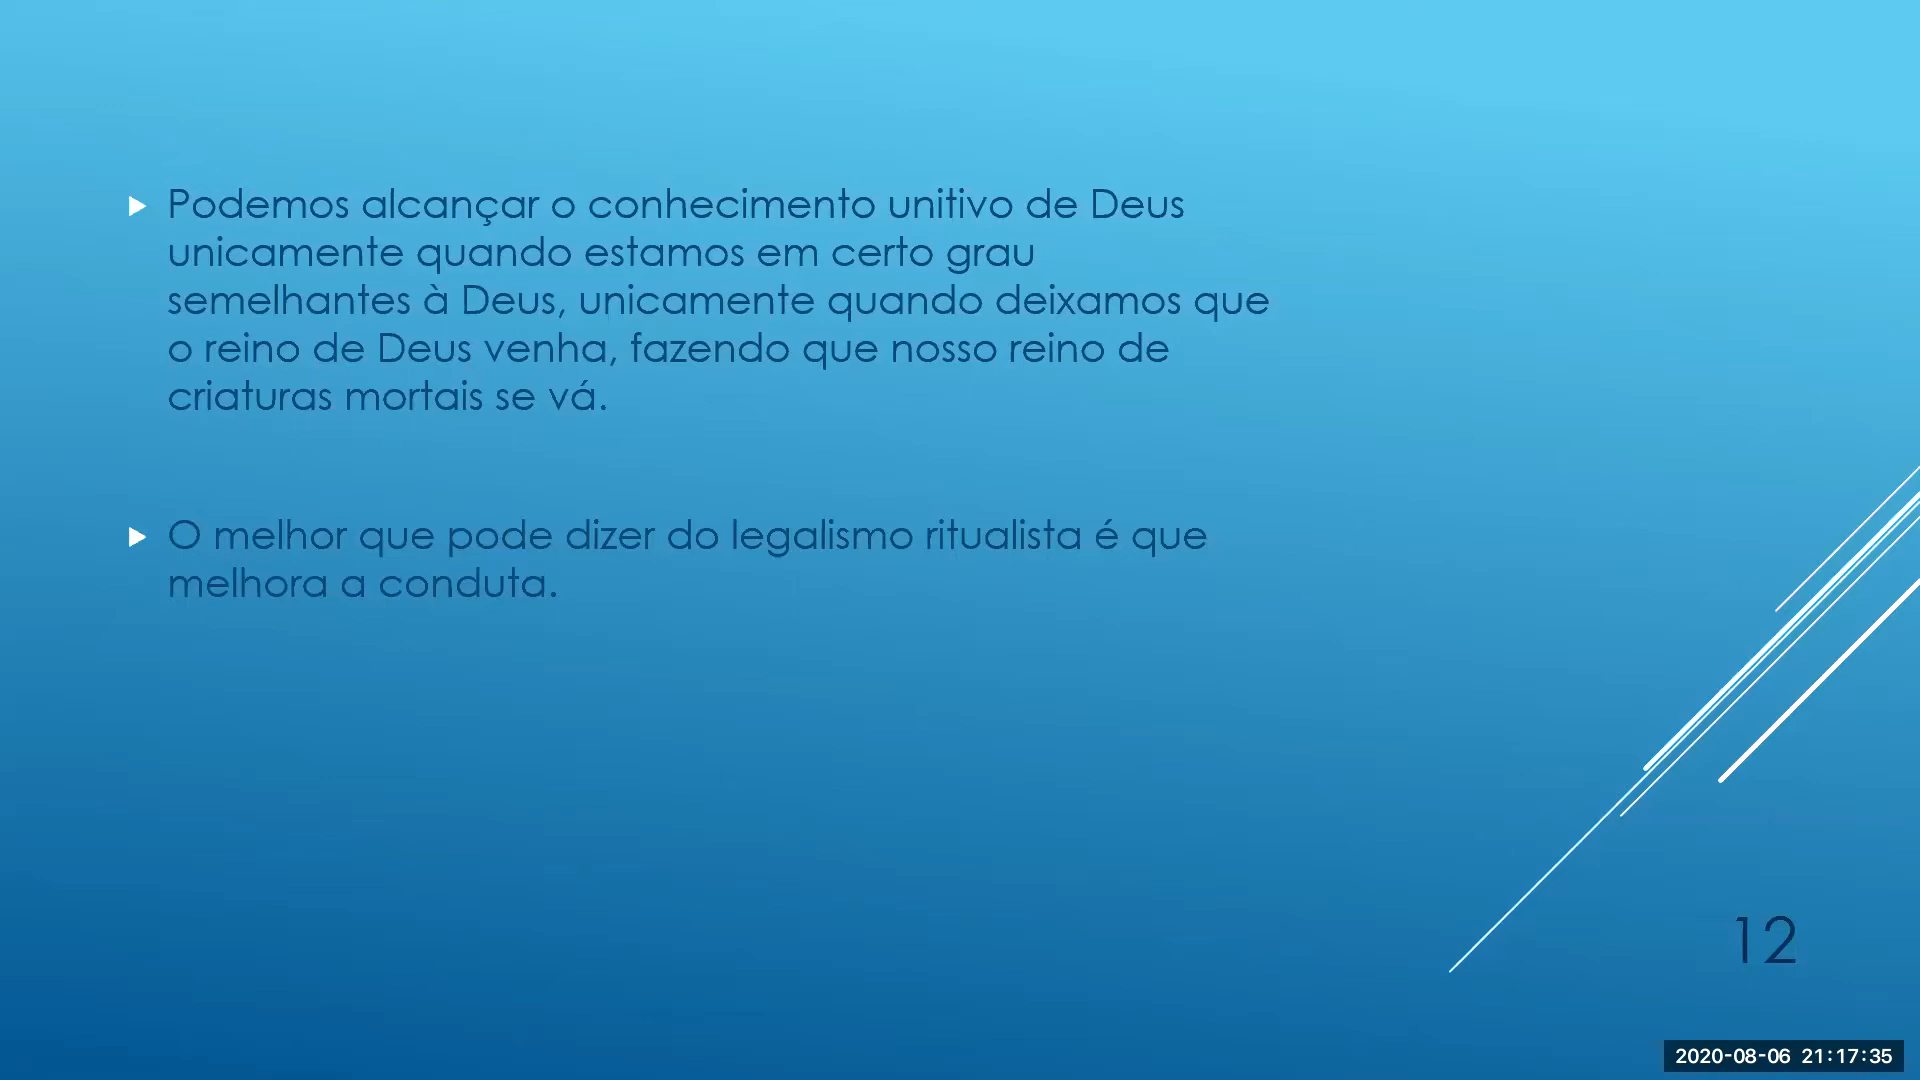 Podemos alcançar o conhecimento unitivo de Deus
unicamente quando estamos em certo grau
semelhantes à Deus, unicamente quando deixamos que
o reino de Deus venha, fazendo que nosso reino de
criaturas mortais se vá.
O melhor que pode dizer do legalismo ritualista é que
melhora a conduta.
12
2020-08-06 21:17:35